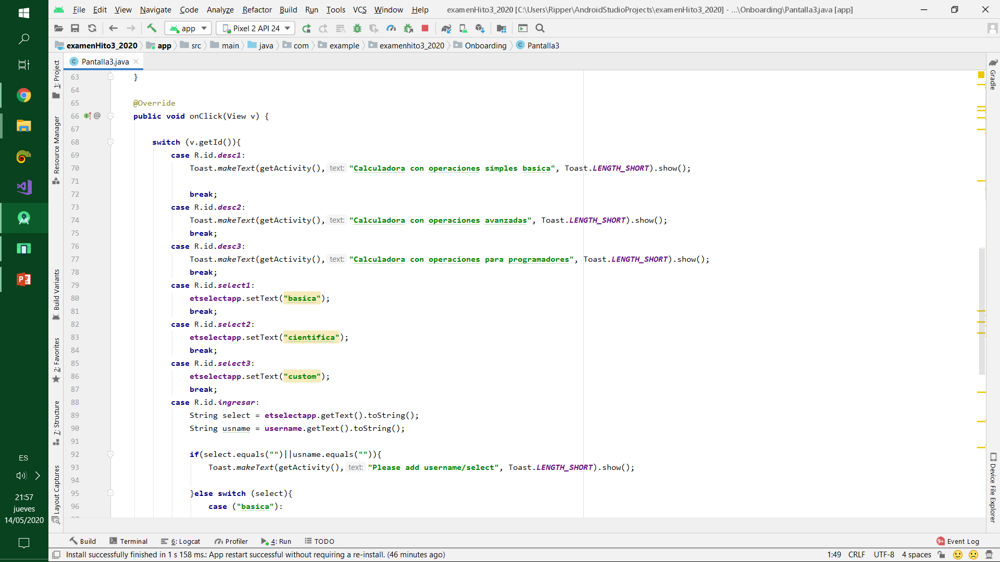 File Edit View Navigate Code Analyze Refactor Build Run Tools VCS Window Help examenHito3_2020 [C:\Users\Ripper\AndroidStudioProjects\examenHito3_2020] - ...\Onboarding\Pantalla3.java [app]
app Pixel 2 API 24
examenHito3_2020 app src main java com example examenhito3_2020 Onboarding Pantalla3
Pantalla3.java
1: Project
Resource Manager
Build Variants
2: Favorites
7: Structure
Layout Captures
Gradle
Device File Explorer
63 }
64
65 @Override
66 public void onClick(View v) {
67
68 switch (v.getId()){
69 case R.id.desc1:
70 Toast.makeText(getActivity(), text: "Calculadora con operaciones simples basica", Toast.LENGTH_SHORT).show();
71
72 break;
73 case R.id.desc2:
74 Toast.makeText(getActivity(), text: "Calculadora con operaciones avanzadas", Toast.LENGTH_SHORT).show();
75 break;
76 case R.id.desc3:
77 Toast.makeText(getActivity(), text: "Calculadora con operaciones para programadores", Toast.LENGTH_SHORT).show();
78 break;
79 case R.id.select1:
80 etselectapp.setText("basica");
81 break;
82 case R.id.select2:
83 etselectapp.setText("cientifica");
84 break;
85 case R.id.select3:
86 etselectapp.setText("custom");
87 break;
88 case R.id.ingresar:
89 String select = etselectapp.getText().toString();
90 String usname = username.getText().toString();
91
92 if(select.equals("")||usname.equals("")){
93 Toast.makeText(getActivity(), text: "Please add username/select", Toast.LENGTH_SHORT).show();
94
95 }else switch (select){
96 case ("basica"):
ES
21:57
jueves
14/05/2020
Build Terminal 6: Logcat Profiler 4: Run TODO 9+ Event Log
Install successfully finished in 1 s 158 ms.: App restart successful without requiring a re-install. (46 minutes ago) 1:49 CRLF UTF-8 4 spaces